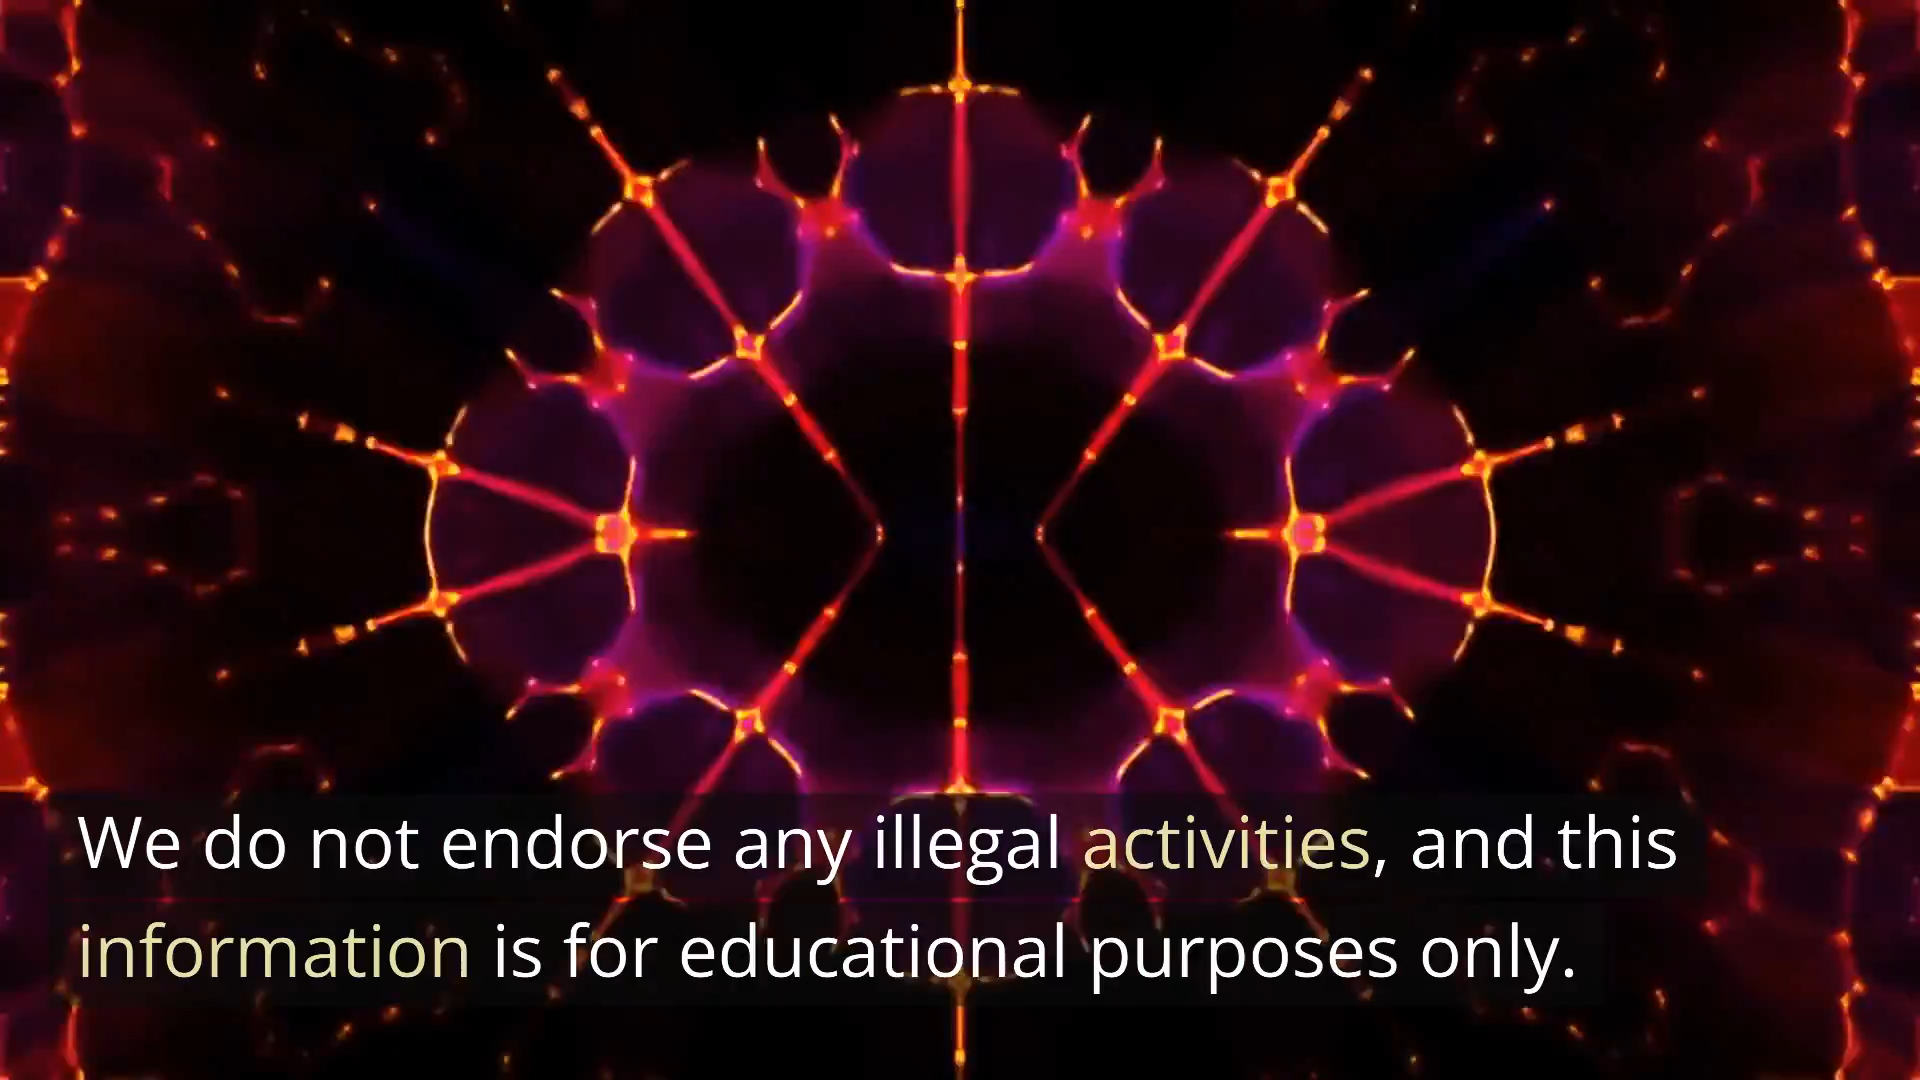 We do not endorse any illegal activities, and this
information is for educational purposes only.